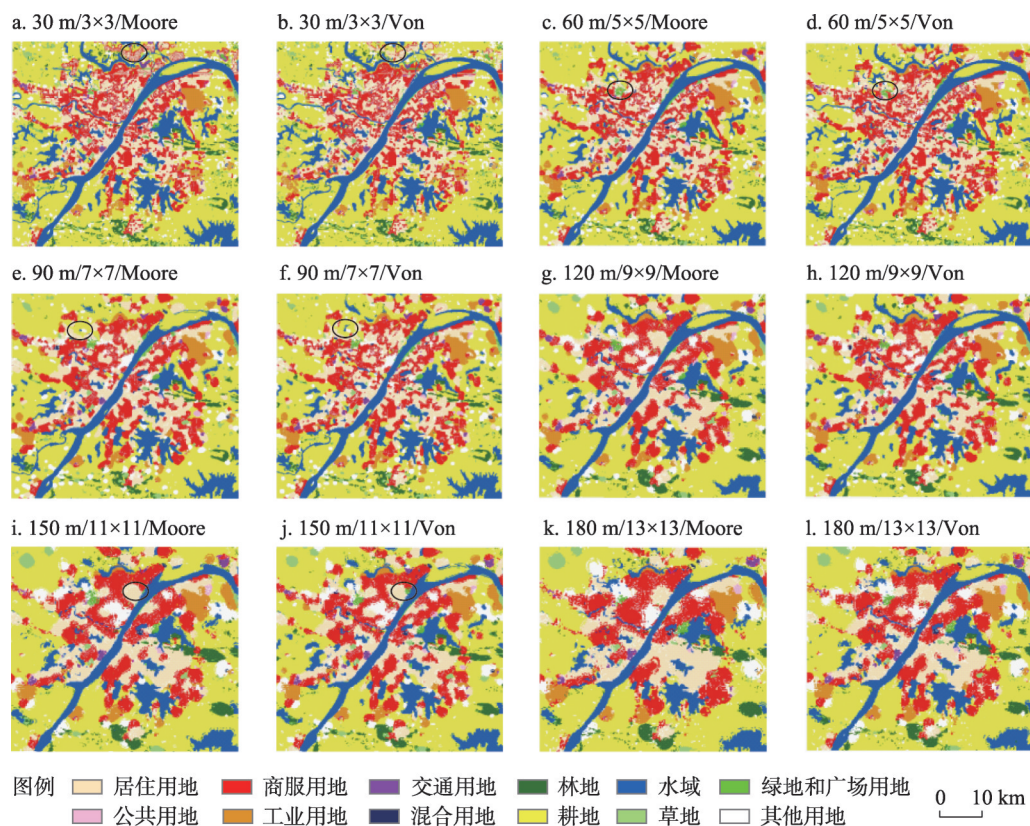 a. 30 m/3×3/Moore
b. 30 m/3×3/Von
c. 60 m/5×5/Moore
d. 60 m/5×5/Von
e. 90 m/7×7/Moore
f. 90 m/7×7/Von
g. 120 m/9×9/Moore
h. 120 m/9×9/Von
i. 150 m/11×11/Moore
j. 150 m/11×11/Von
k. 180 m/13×13/Moore
l. 180 m/13×13/Von
图例 居住用地 商服用地 交通用地 林地 水域 绿地和广场用地
公共用地 工业用地 混合用地 耕地 草地 其他用地
0 10 km